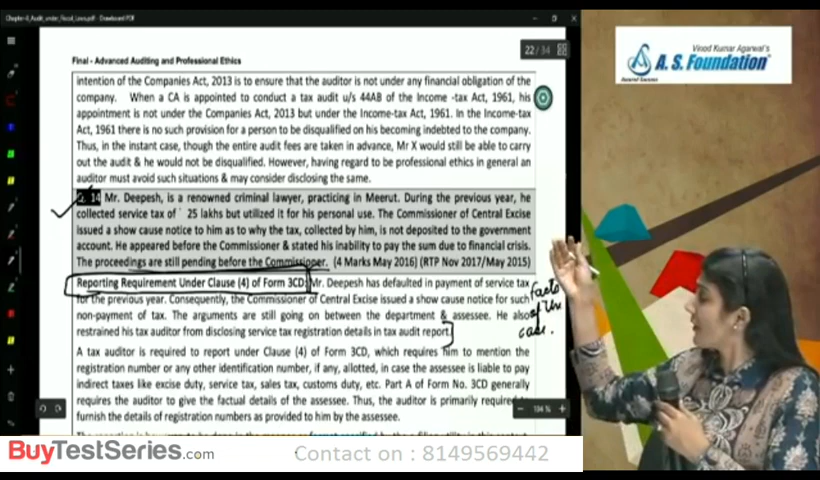 Chapter-8_Audit_under_Fiscal_Laws.pdf - Drawboard PDF
22 / 34
Final - Advanced Auditing and Professional Ethics
intention of the Companies Act, 2013 is to ensure that the auditor is not under any financial obligation of the
company. When a CA is appointed to conduct a tax audit u/s 44AB of the Income -tax Act, 1961, his
appointment is not under the Companies Act, 2013 but under the Income-tax Act, 1961. In the Income-tax
Act, 1961 there is no such provision for a person to be disqualified on his becoming indebted to the company.
Thus, in the instant case, though the entire audit fees are taken in advance, Mr X would still be able to carry
out the audit & he would not be disqualified. However, having regard to be professional ethics in general an
auditor must avoid such situations & may consider disclosing the same.
14 Mr. Deepesh, is a renowned criminal lawyer, practicing in Meerut. During the previous year, he
collected service tax of ` 25 lakhs but utilized it for his personal use. The Commissioner of Central Excise
issued a show cause notice to him as to why the tax, collected by him, is not deposited to the government
account. He appeared before the Commissioner & stated his inability to pay the sum due to financial crisis.
The proceedings are still pending before the Commissioner. (4 Marks May 2016) (RTP Nov 2017/May 2015)
Reporting Requirement Under Clause (4) of Form 3CD: Mr. Deepesh has defaulted in payment of service tax
for the previous year. Consequently, the Commissioner of Central Excise issued a show cause notice for such
non-payment of tax. The arguments are still going on between the department & assessee. He also
restrained his tax auditor from disclosing service tax registration details in tax audit report.
facts
of the
case.
A tax auditor is required to report under Clause (4) of Form 3CD, which requires him to mention the
registration number or any other identification number, if any, allotted, in case the assessee is liable to pay
indirect taxes like excise duty, service tax, sales tax, customs duty, etc. Part A of Form No. 3CD generally
requires the auditor to give the factual details of the assessee. Thus, the auditor is primarily required to
furnish the details of registration numbers as provided to him by the assessee.
Vinod Kumar Agarwal's
A. S. Foundation
BuyTestSeries.com
Contact on : 8149569442